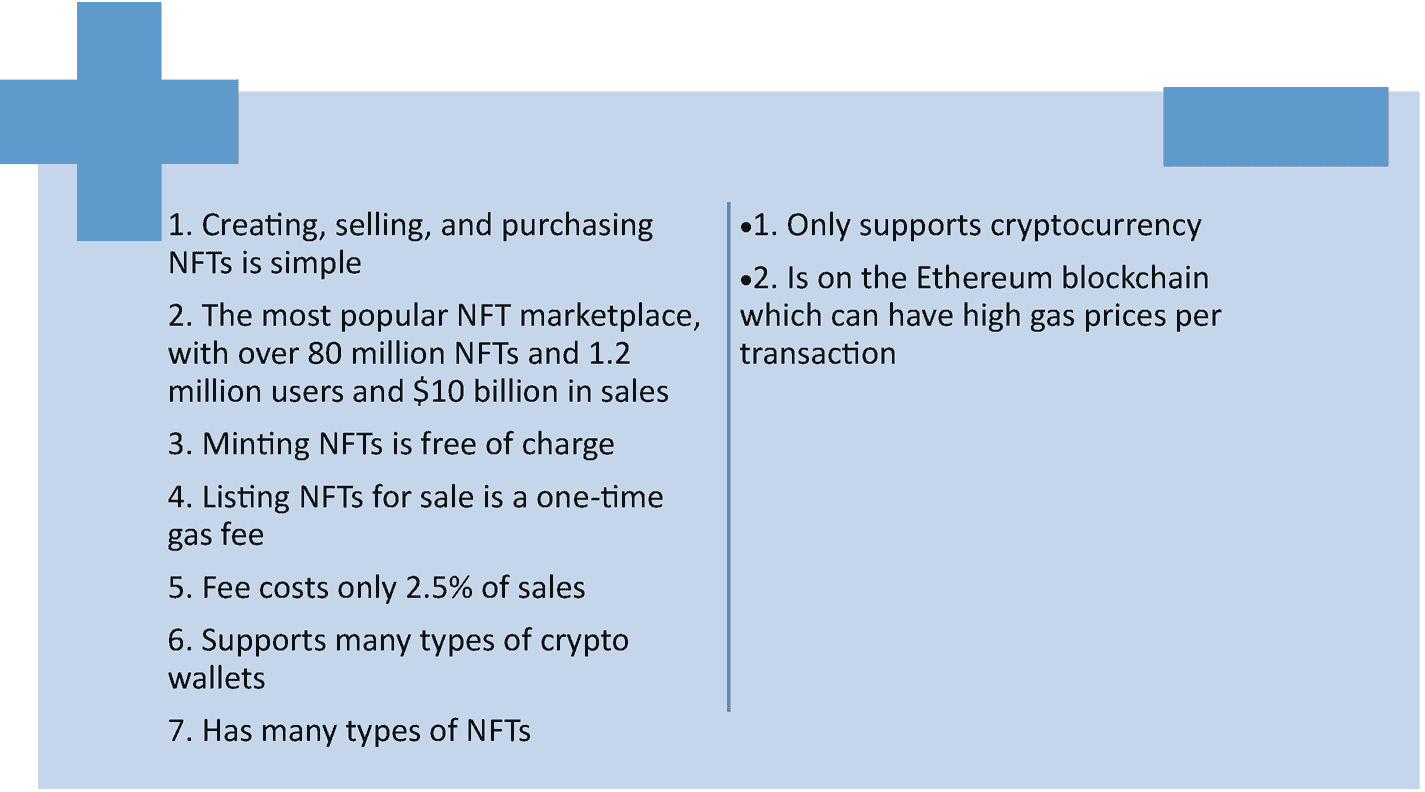 1. Creating, selling, and purchasing
NFTs is simple
2. The most popular NFT marketplace,
with over 80 million NFTs and 1.2
million users and $10 billion in sales
3. Minting NFTs is free of charge
4. Listing NFTs for sale is a one-time
gas fee
5. Fee costs only 2.5% of sales
6. Supports many types of crypto
wallets
7. Has many types of NFTs
•1. Only supports cryptocurrency
•2. Is on the Ethereum blockchain
which can have high gas prices per
transaction